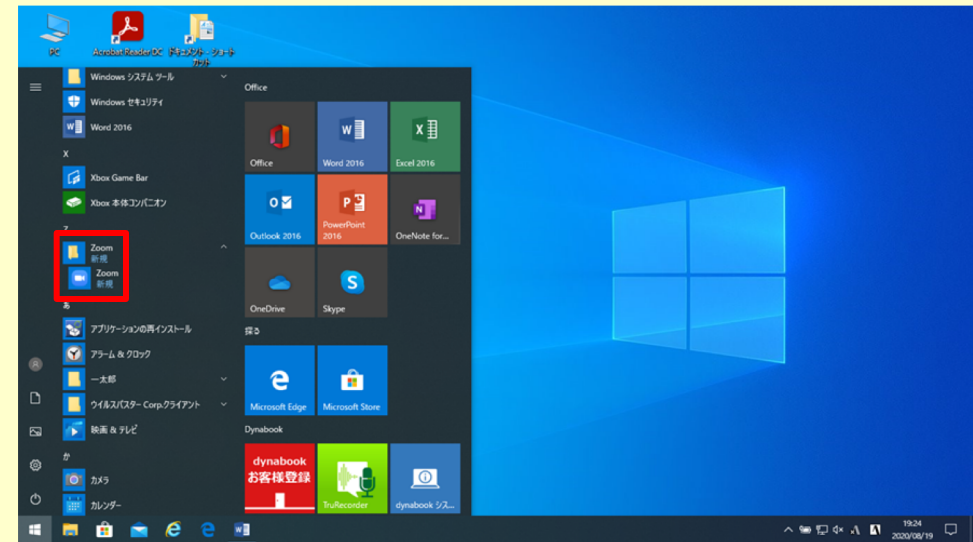 PC
Acrobat Reader DC
ドキュメント - ショート
カット
Windows システム ツール
Windows セキュリティ
Word 2016
X
Xbox Game Bar
Xbox 本体コンパニオン
Z
Zoom
新規
Zoom
新規
あ
アプリケーションの再インストール
アラーム & クロック
一太郎
ウイルスバスター Corp.クライアント
映画 & テレビ
か
カメラ
カレンダー
Office
Office
Word 2016
Excel 2016
Outlook 2016
PowerPoint
2016
OneNote for...
OneDrive
Skype
探る
Microsoft Edge
Microsoft Store
Dynabook
dynabook
お客様登録
TruRecorder
dynabook シス...
19:24
2020/08/19